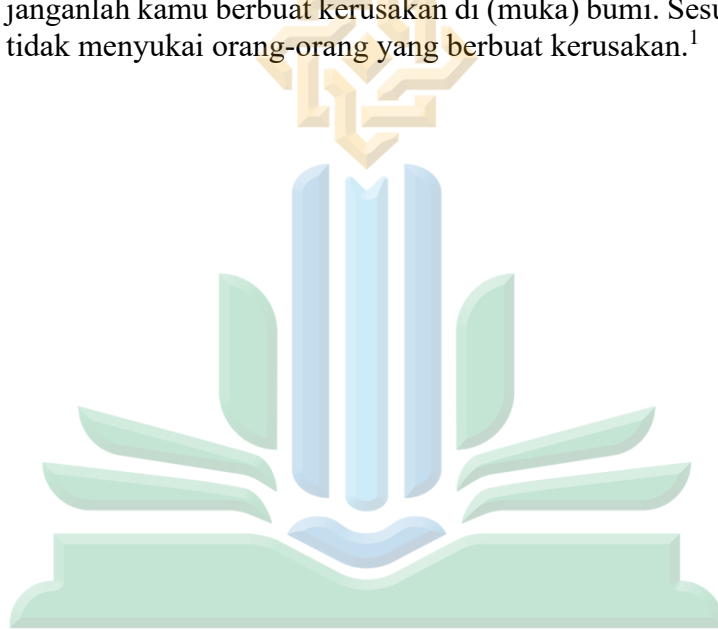 janganlah kamu berbuat kerusakan di (muka) bumi. Sesu
tidak menyukai orang-orang yang berbuat kerusakan.¹